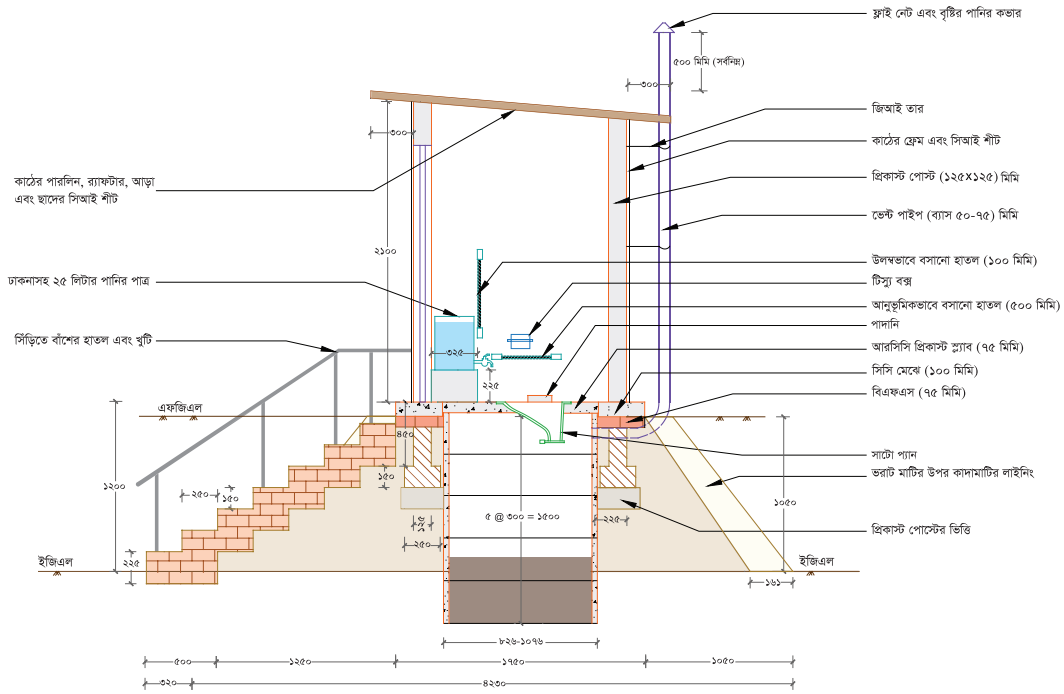 ফ্লাই নেট এবং বৃষ্টির পানির কভার
৫০০ মিমি (সর্বনিম্ন)
৩০০
জিআই তার
৩০০
কাঠের ফ্রেম এবং সিআই শীট
কাঠের পারলিন, র‍্যাফটার, আড়া
এবং ছাদের সিআই শীট
প্রিকাস্ট পোস্ট (১২৫X১২৫) মিমি
ভেন্ট পাইপ (ব্যাস ৫০-৭৫) মিমি
২১০০
উলম্বভাবে বসানো হাতল (১০০ মিমি)
ঢাকনাসহ ২৫ লিটার পানির পাত্র
টিস্যু বক্স
আনুভূমিকভাবে বসানো হাতল (৫০০ মিমি)
পাদানি
সিঁড়িতে বাঁশের হাতল এবং খুটি
আরসিসি প্রিকাস্ট স্ল্যাব (৭৫ মিমি)
৩২৫
সিসি মেঝে (১০০ মিমি)
২২৫
বিএফএস (৭৫ মিমি)
এফজিএল
৪৫০
সাটো প্যান
ভরাট মাটির উপর কাদামাটির লাইনিং
১৫০
১২০০
২৫০
১৫০
১০৫০
৫ @ ৩০০ = ১৫০০
১২৫
২২৫
প্রিকাস্ট পোস্টের ভিত্তি
২৫০
ইজিএল
২২৫
ইজিএল
১৬১
৮২৬-১০৭৬
৫০০
১২৫০
১৭৫০
১০৫০
৩২০
৪২৩০